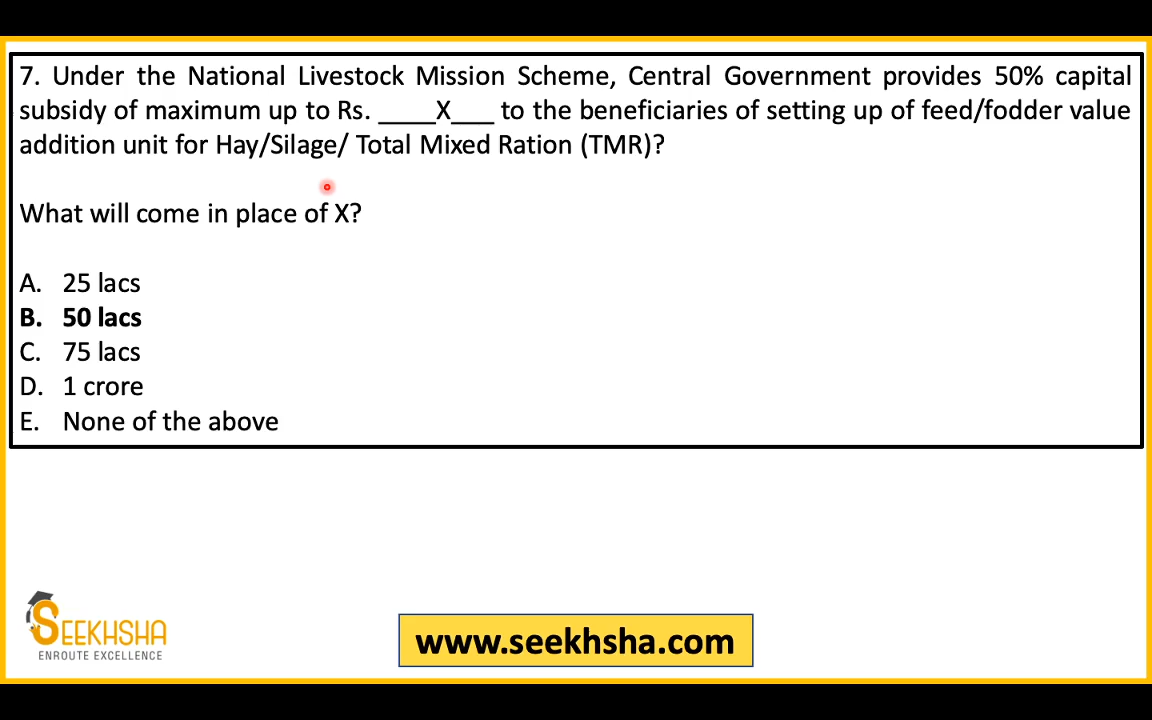 7. Under the National Livestock Mission Scheme, Central Government provides 50% capital
subsidy of maximum up to Rs. ____X___ to the beneficiaries of setting up of feed/fodder value
addition unit for Hay/Silage/ Total Mixed Ration (TMR)?
What will come in place of X?
A. 25 lacs
B. 50 lacs
C. 75 lacs
D. 1 crore
E. None of the above
SEEKHSHA
ENROUTE EXCELLENCE
www.seekhsha.com